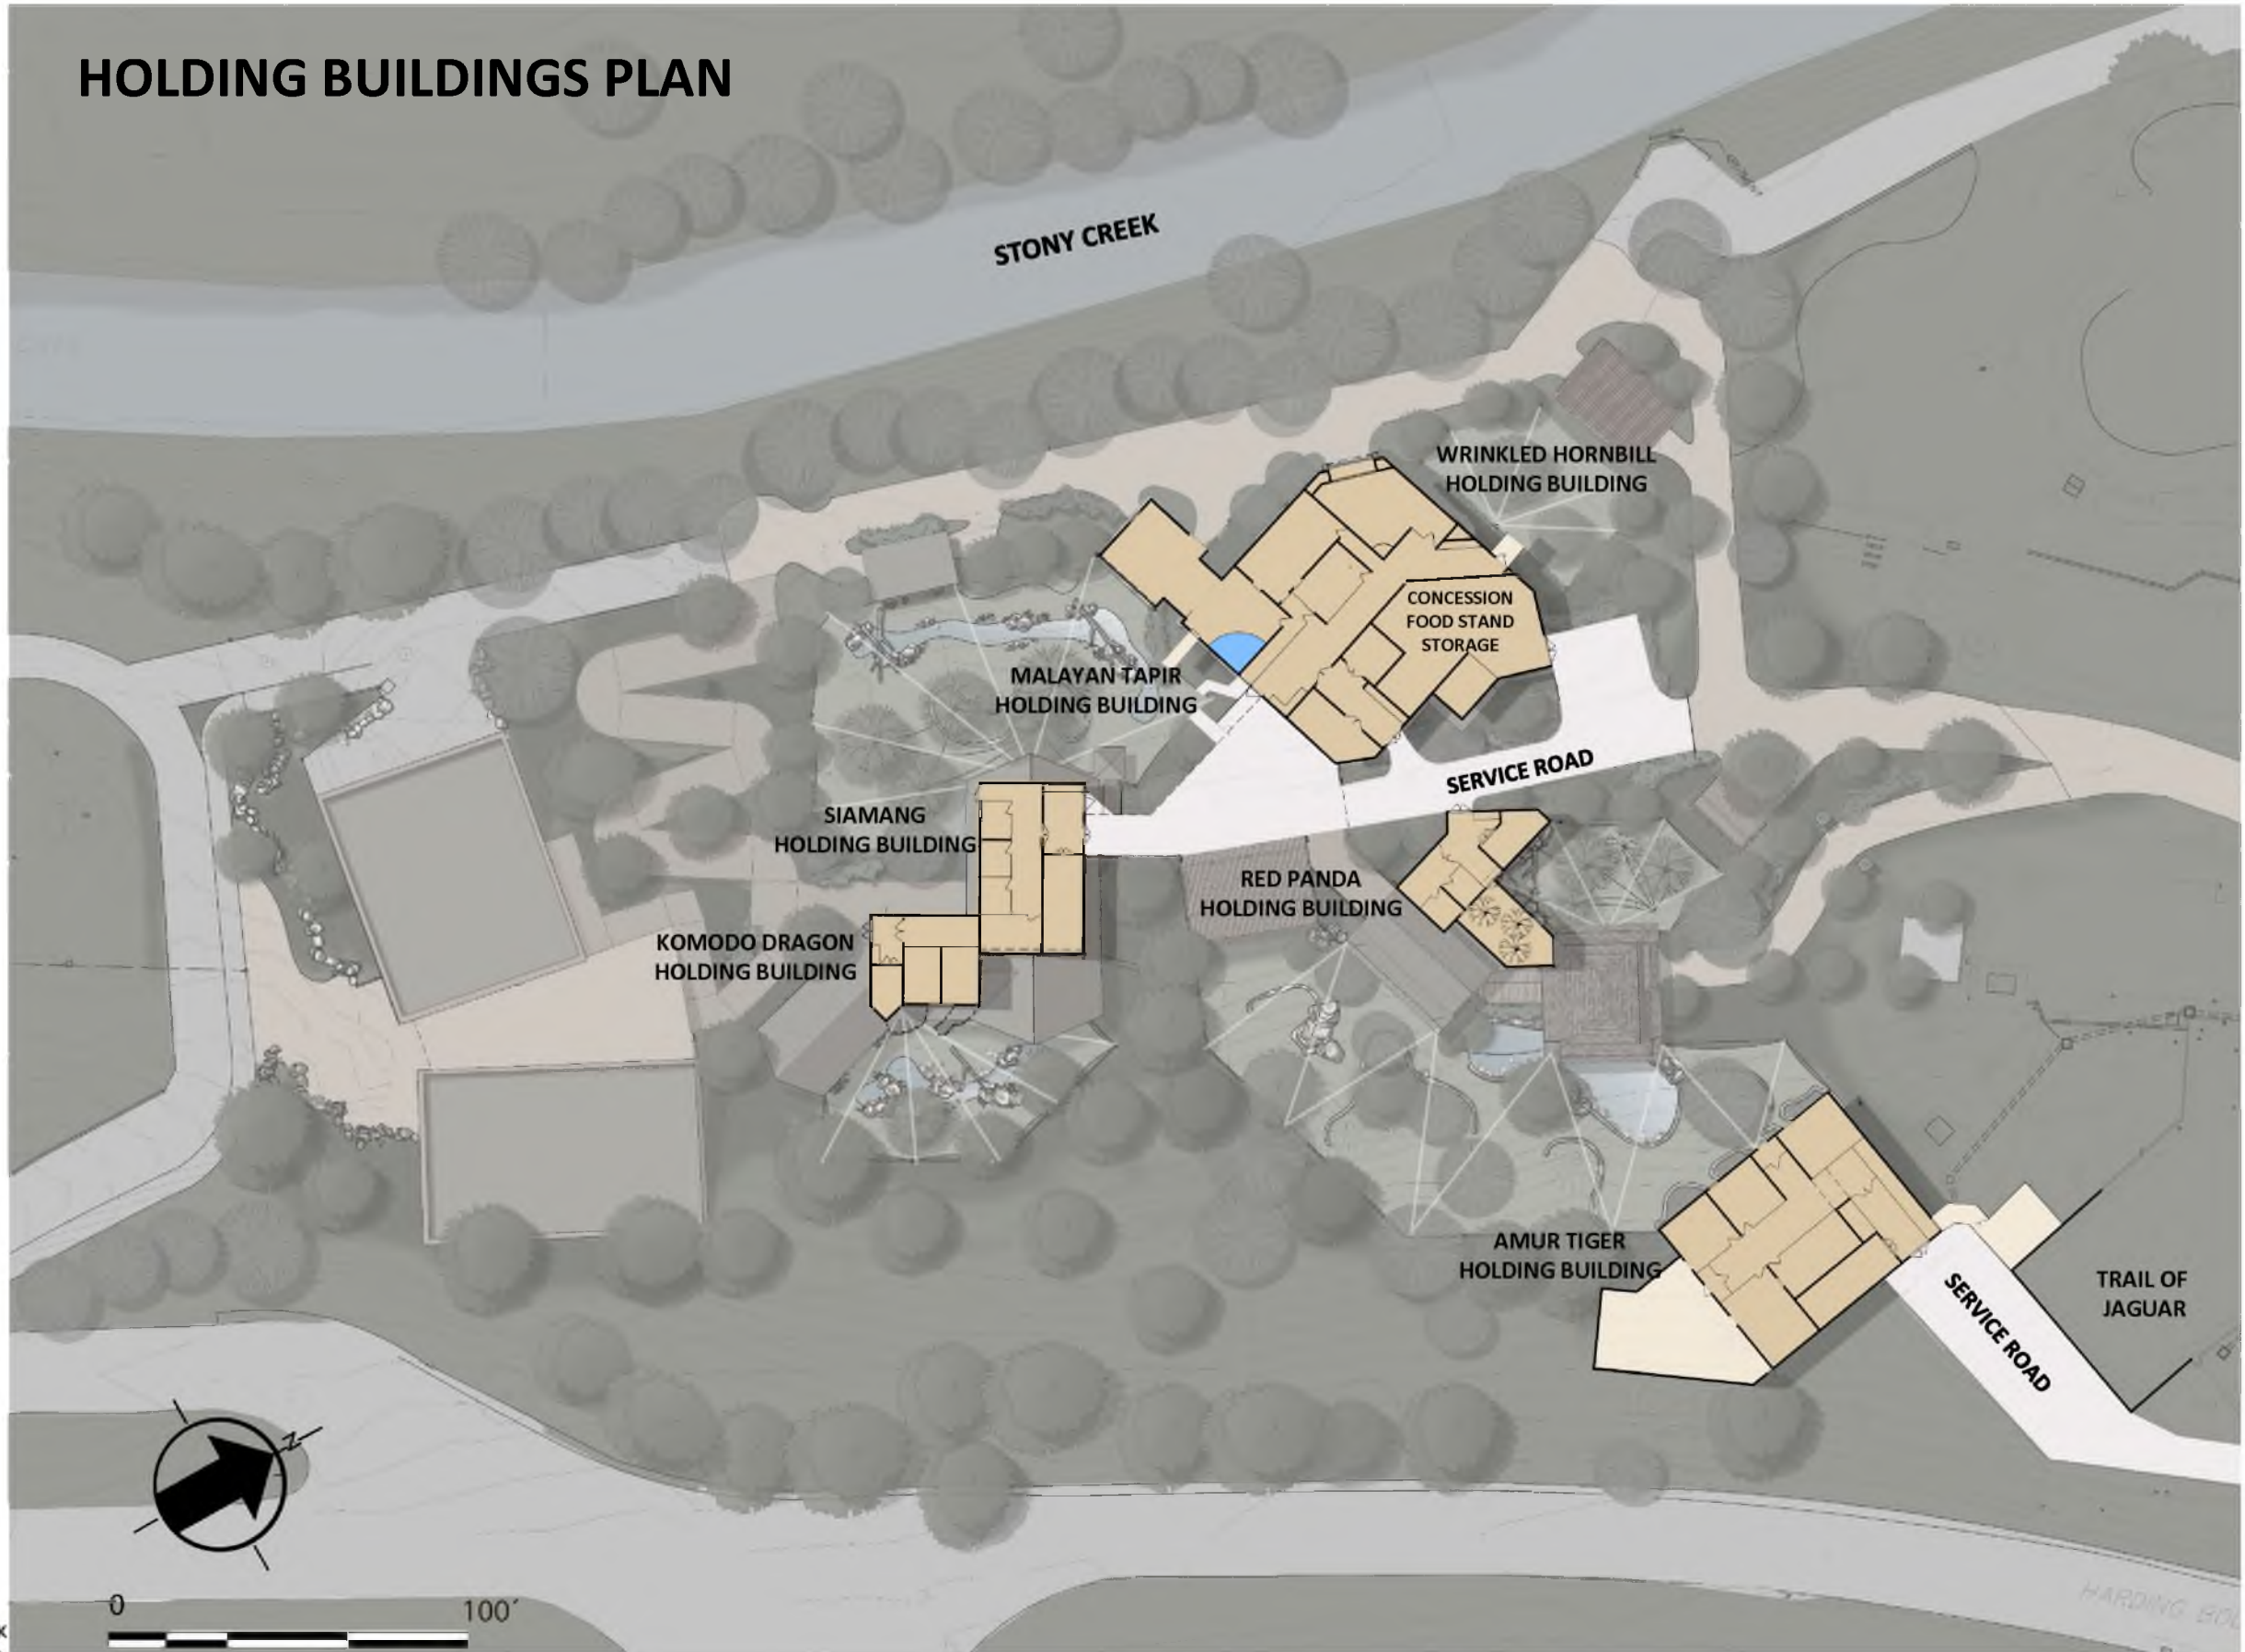 HOLDING BUILDINGS PLAN
STONY CREEK
WRINKLED HORNBILL
HOLDING BUILDING
CONCESSION
FOOD STAND
STORAGE
MALAYAN TAPIR
HOLDING BUILDING
SERVICE ROAD
SIAMANG
HOLDING BUILDING
RED PANDA
HOLDING BUILDING
KOMODO DRAGON
HOLDING BUILDING
AMUR TIGER
HOLDING BUILDING
SERVICE ROAD
TRAIL OF
JAGUAR
N
0
100'
HARDING BOU